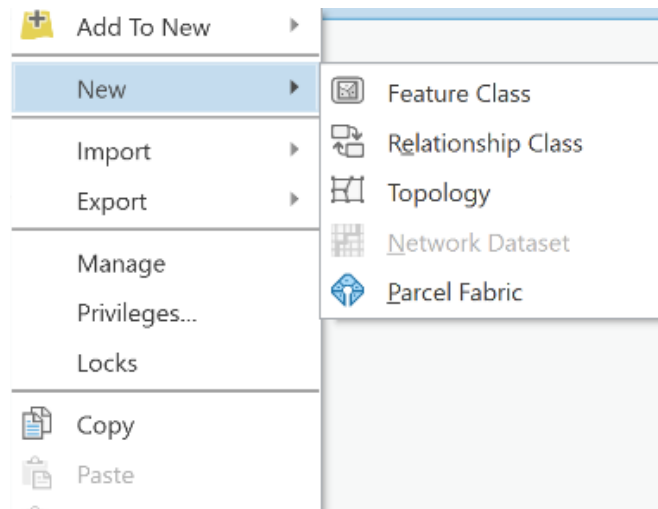 Add To New
New
Import
Export
Manage
Privileges...
Locks
Copy
Paste
Feature Class
Relationship Class
Topology
Network Dataset
Parcel Fabric